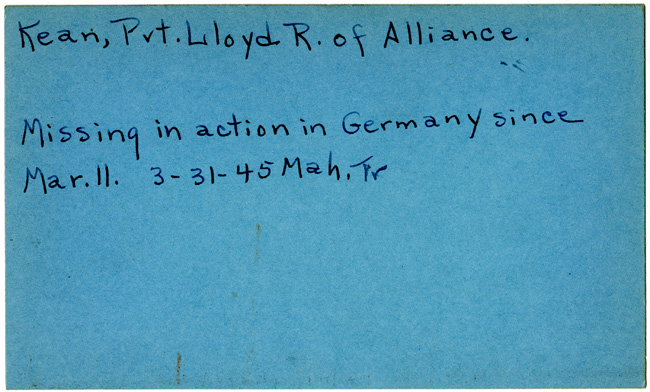 Kean, Pvt. Lloyd R. of Alliance.
Missing in action in Germany since
Mar. 11. 3-31-45 Mah. Tr